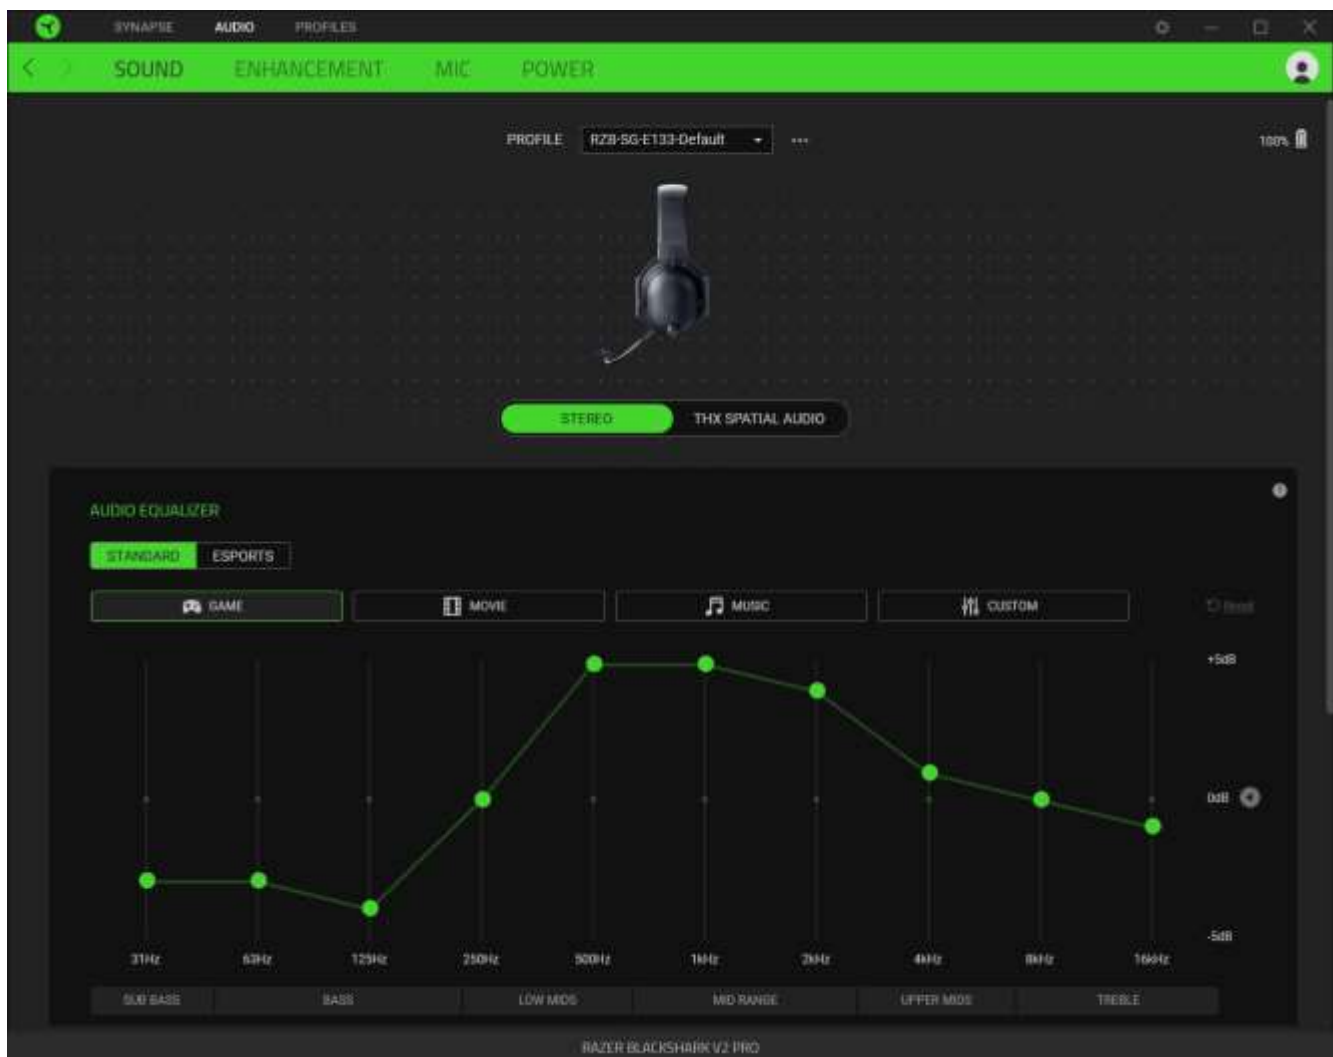 SYNAPSE AUDIO PROFILES
SOUND ENHANCEMENT MIC POWER
PROFILE RZB-SG-E133-Default
100%
STEREO THX SPATIAL AUDIO
AUDIO EQUALIZER
STANDARD ESPORTS
GAME MOVIE MUSIC CUSTOM Reset
+5dB
0dB
-5dB
31Hz 63Hz 125Hz 250Hz 500Hz 1kHz 2kHz 4kHz 8kHz 16kHz
SUB BASS BASS LOW MIDS MID RANGE UPPER MIDS TREBLE
RAZER BLACKSHARK V2 PRO